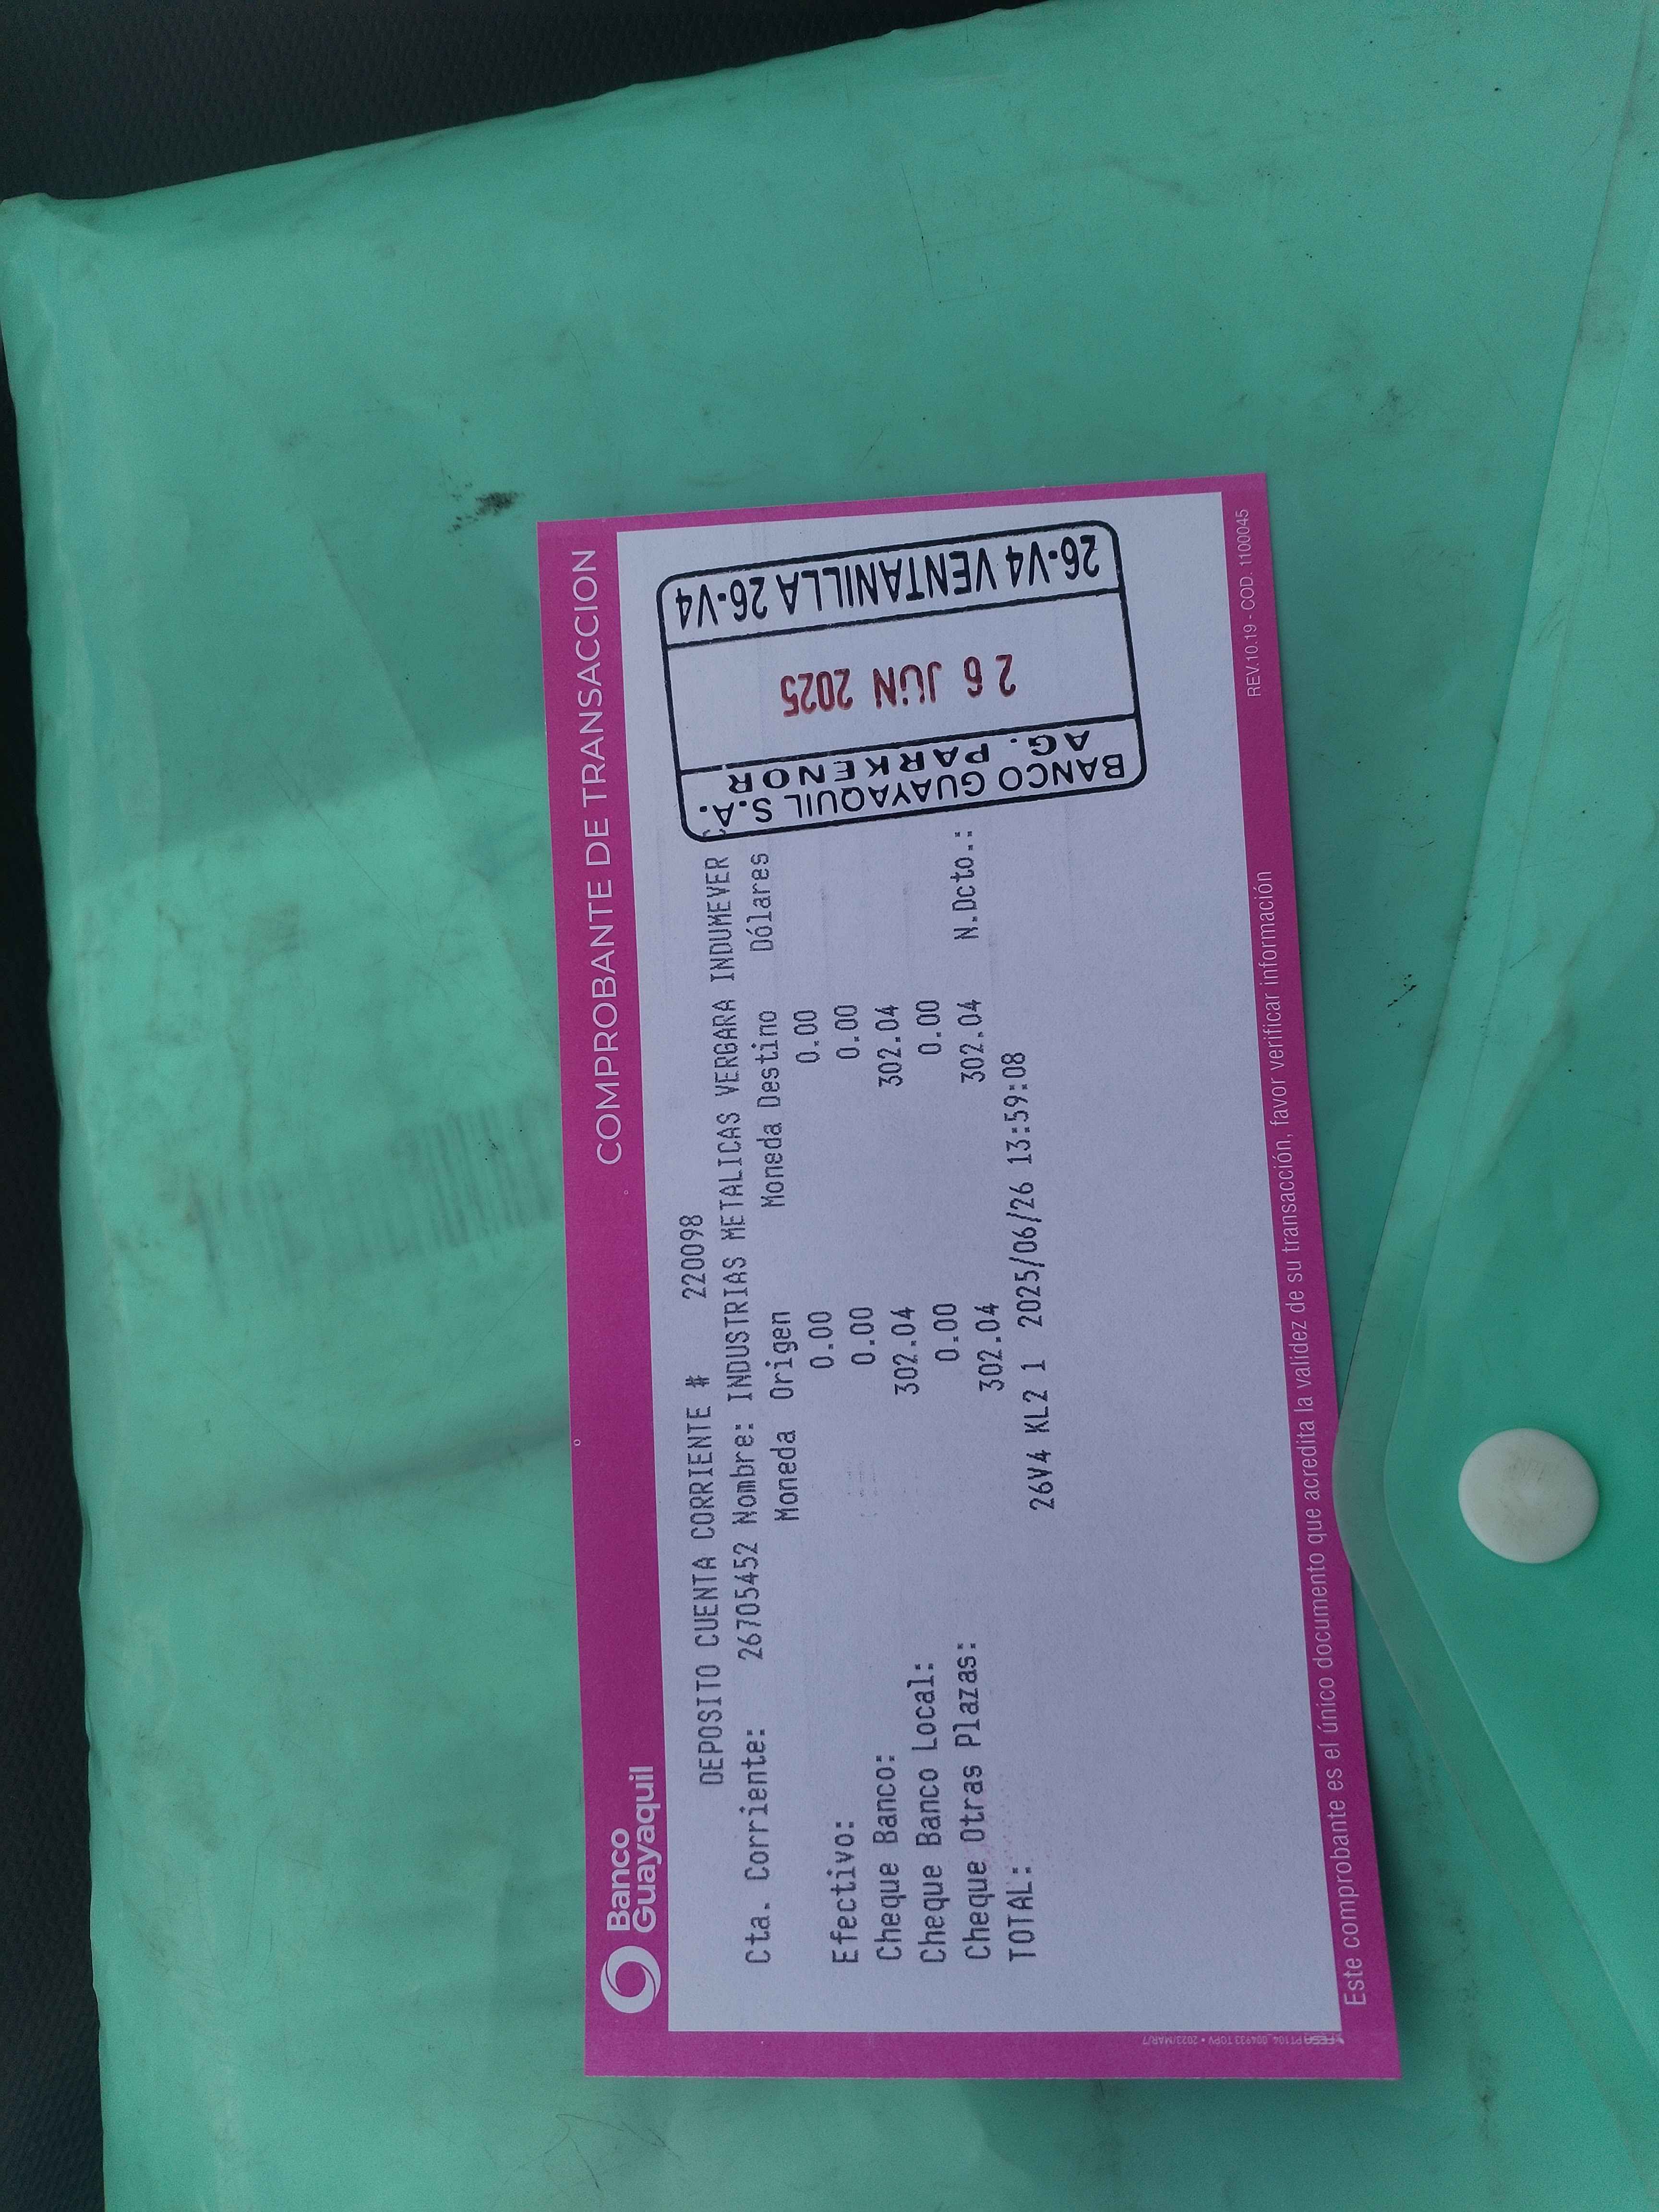 Banco
Guayaquil
COMPROBANTE DE TRANSACCION
DEPOSITO CUENTA CORRIENTE # 220098
Cta. Corriente: 26705452 Nombre: INDUSTRIAS METALICAS VERGARA INDUMEVER
Moneda Origen Moneda Destino Dólares
Efectivo: 0.00 0.00
Cheque Banco: 0.00 0.00
Cheque Banco Local: 302.04 302.04
Cheque Otras Plazas: 0.00 0.00
TOTAL: 302.04 302.04 N.Dcto.:
26V4 KL2 1 2025/06/26 13:59:08
BANCO GUAYAQUIL S.A.
AG. PARKENOR
26 JUN 2025
26-V4 VENTANILLA 26-V4
Este comprobante es el único documento que acredita la validez de su transacción, favor verificar información
REV.10.19 - COD. 1100045